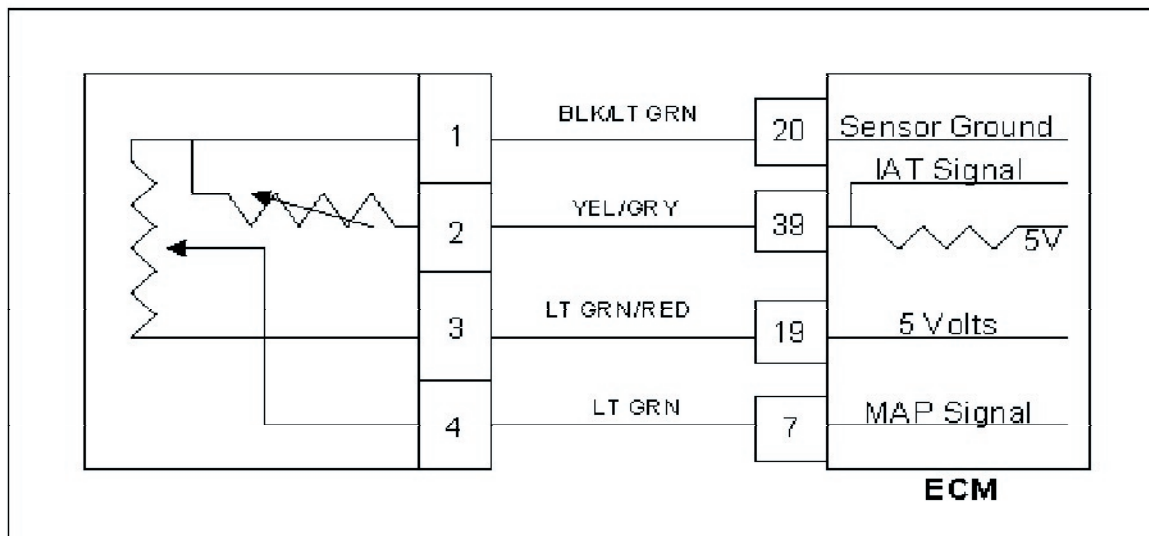 1 BLK/LT GRN 20 Sensor Ground
IAT Signal
2 YEL/GRY 39 5V
3 LT GRN/RED 19 5 Volts
4 LT GRN 7 MAP Signal
ECM